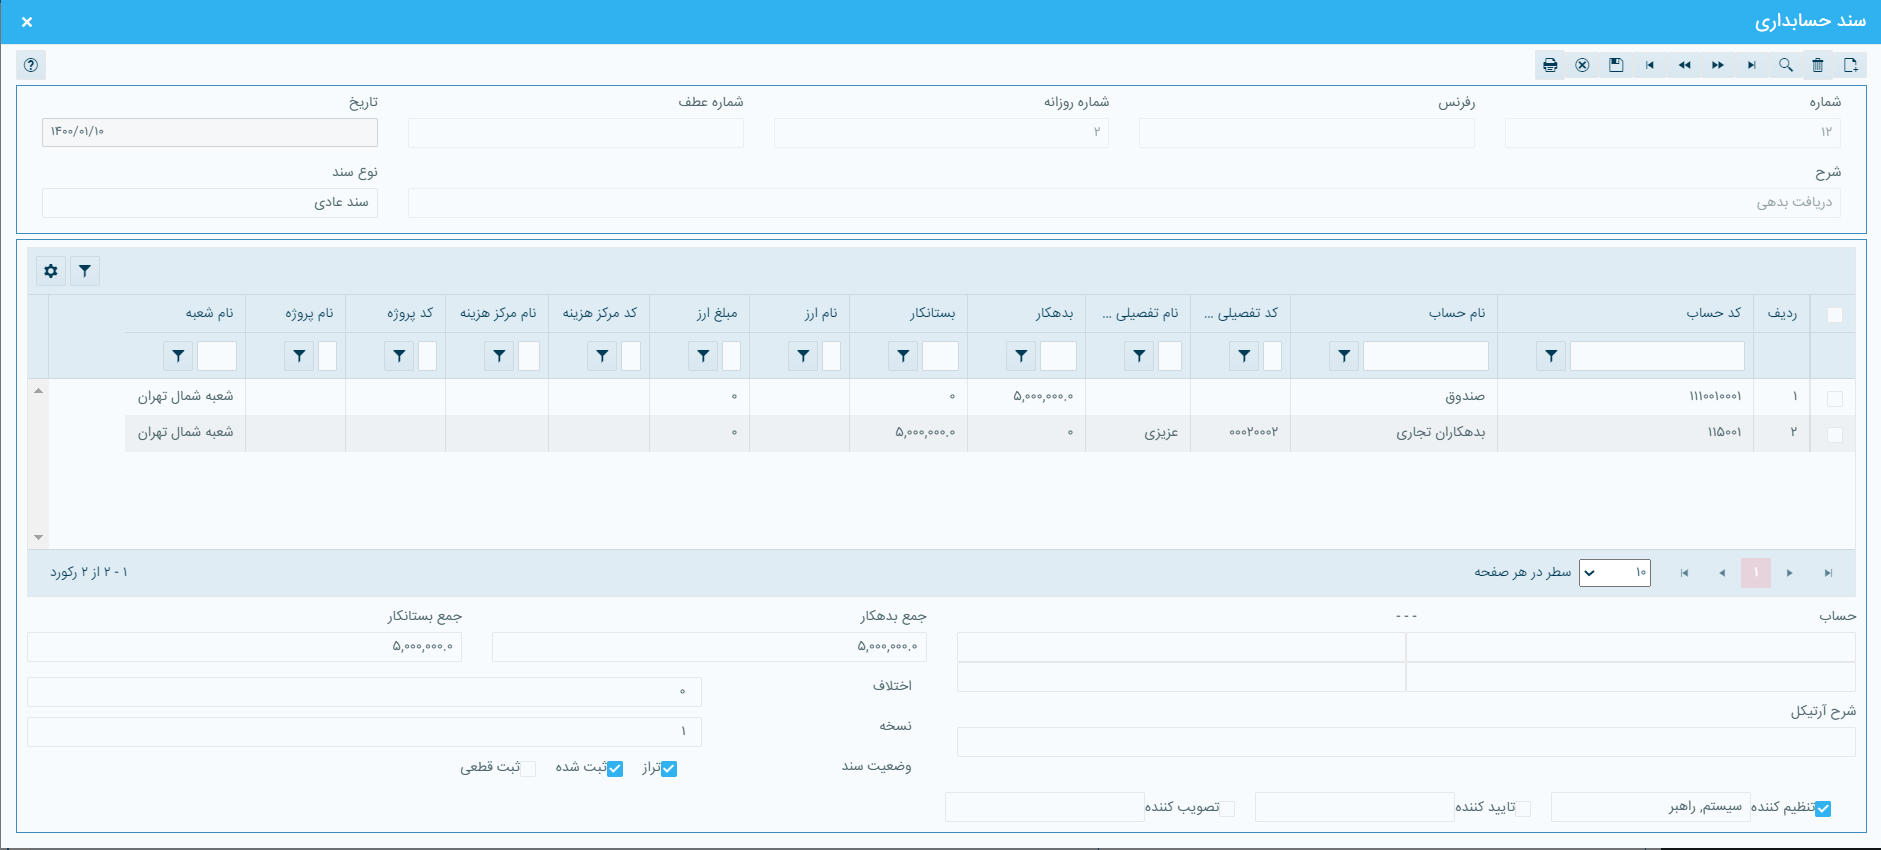 سند حسابداری
شماره
رفرنس
شماره روزانه
شماره عطف
تاریخ
۱۲
۲
۱۴۰۰/۰۱/۱۰
شرح
نوع سند
دریافت بدهی
سند عادی
ردیف کد حساب نام حساب کد تفصیلی ... نام تفصیلی ... بدهکار بستانکار نام ارز مبلغ ارز کد مرکز هزینه نام مرکز هزینه کد پروژه نام پروژه نام شعبه
۱ ۱۱۱۰۰۱۰۰۰۱ صندوق ۵,۰۰۰,۰۰۰.۰ ۰ ۰ شعبه شمال تهران
۲ ۱۱۵۰۰۱ بدهکاران تجاری ۰۰۰۲۰۰۰۲ عزیزی ۰ ۵,۰۰۰,۰۰۰.۰ ۰ شعبه شمال تهران
۱ ۱۰ سطر در هر صفحه ۱ - ۲ از ۲ رکورد
حساب - - - جمع بدهکار جمع بستانکار
۵,۰۰۰,۰۰۰.۰ ۵,۰۰۰,۰۰۰.۰
اختلاف ۰
شرح آرتیکل
نسخه ۱
وضعیت سند تراز ثبت شده ثبت قطعی
تنظیم کننده سیستم, راهبر تایید کننده تصویب کننده